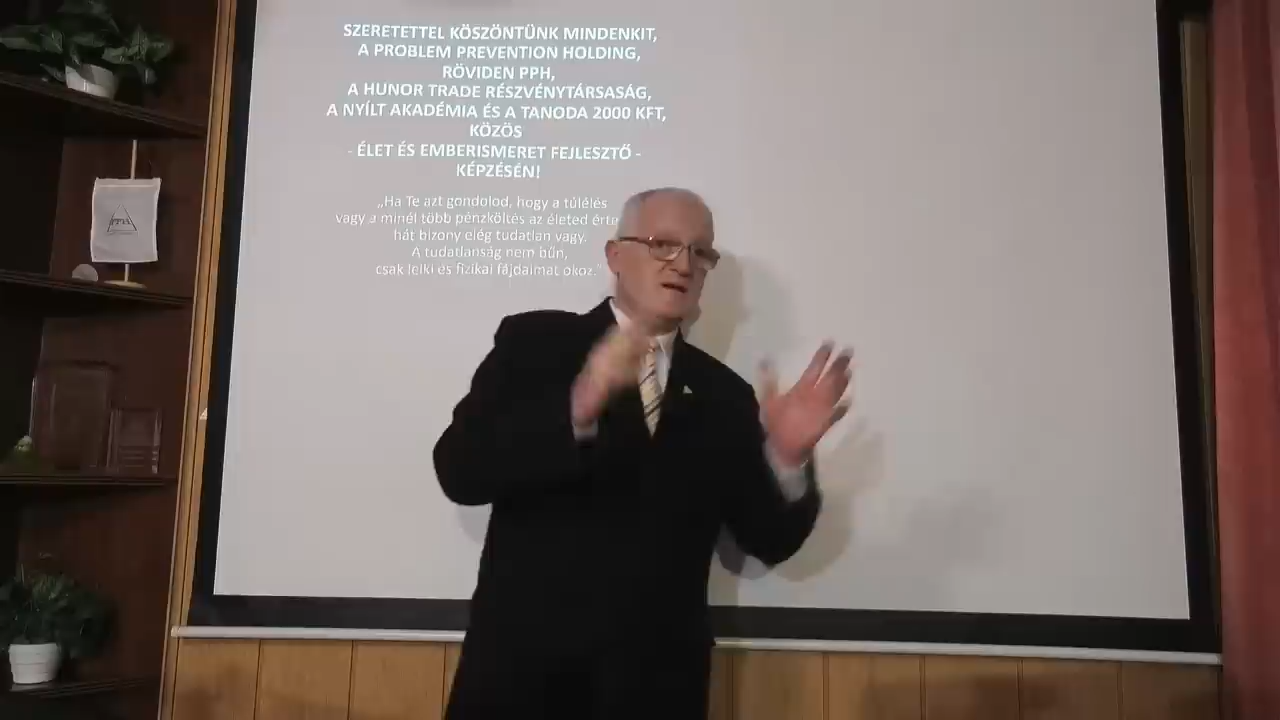 SZERETETTEL KÖSZÖNTÜNK MINDENKIT,
A PROBLEM PREVENTION HOLDING,
RÖVIDEN PPH,
A HUNOR TRADE RÉSZVÉNYTÁRSASÁG,
A NYÍLT AKADÉMIA ÉS A TANODA 2000 KFT,
KÖZÖS
- ÉLET ÉS EMBERISMERET FEJLESZTŐ -
KÉPZÉSÉN!
„Ha Te azt gondolod, hogy a túlélés
vagy a minél több pénzköltés az életed
hát bizony elég tudatlan vagy.
A tudatlanság nem bűn,
csak lelki és fizikai fájdalmat okoz."